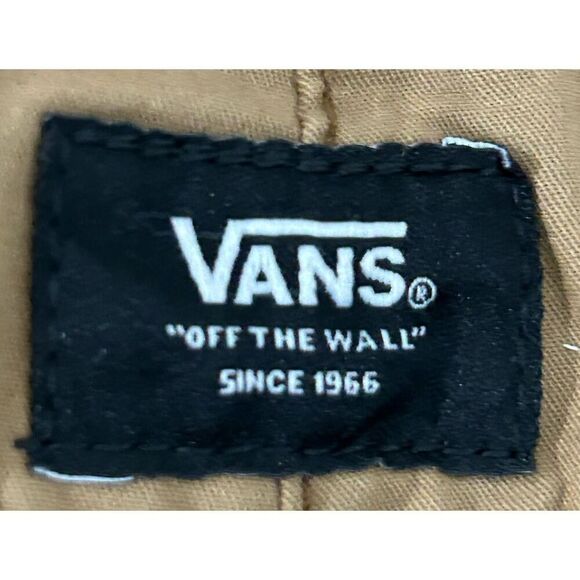 VANS®
"OFF THE WALL"
SINCE 1966